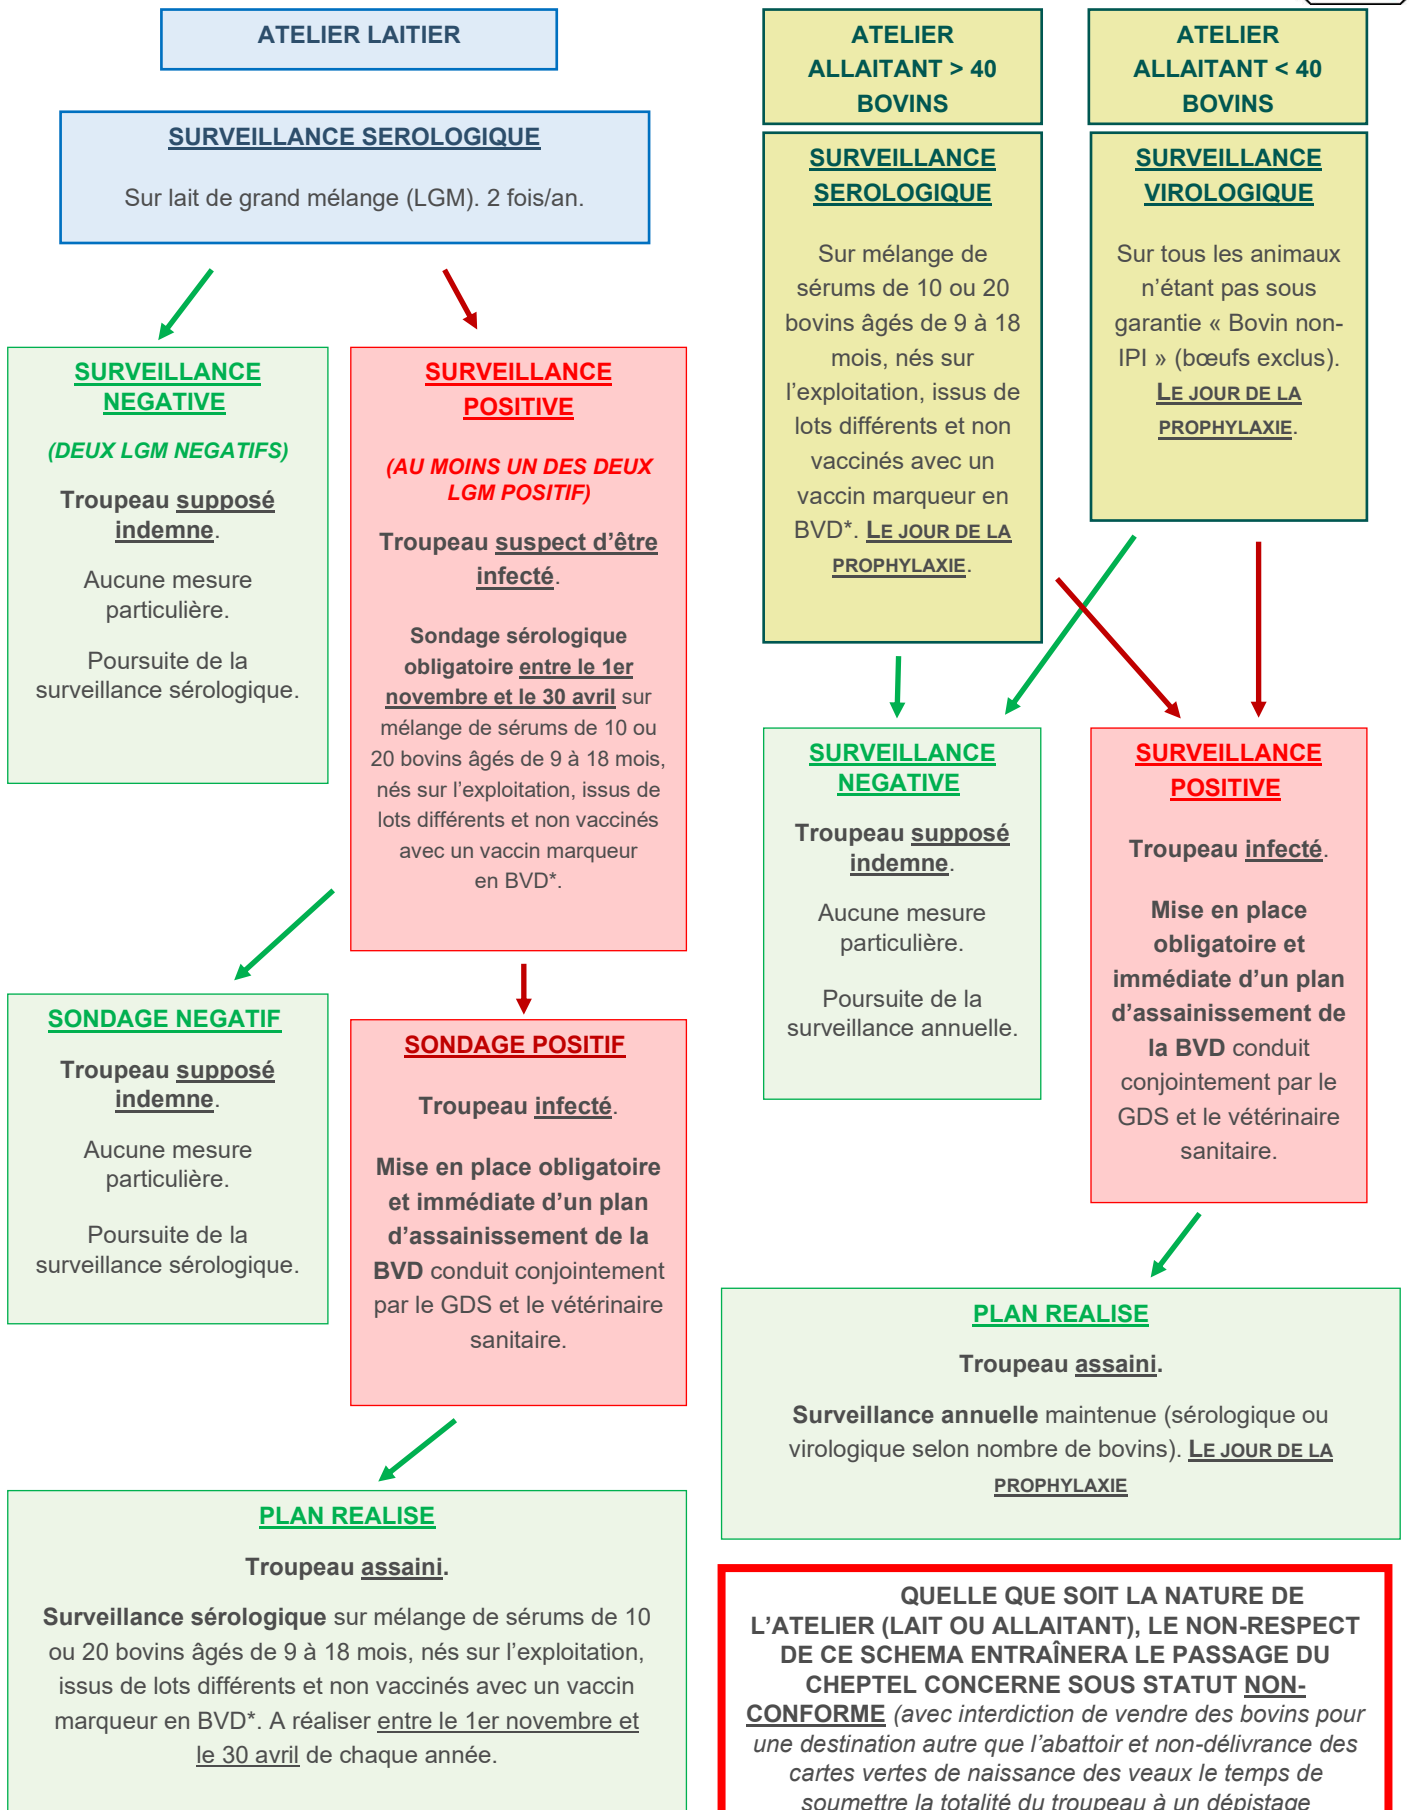 ATELIER LAITIER
SURVEILLANCE SEROLOGIQUE
Sur lait de grand mélange (LGM). 2 fois/an.
SURVEILLANCE
NEGATIVE
(DEUX LGM NEGATIFS)
Troupeau supposé
indemne.
Aucune mesure
particulière.
Poursuite de la
surveillance sérologique.
SURVEILLANCE
POSITIVE
(AU MOINS UN DES DEUX
LGM POSITIF)
Troupeau suspect d'être
infecté.
Sondage sérologique
obligatoire entre le 1er
novembre et le 30 avril sur
mélange de sérums de 10 ou
20 bovins âgés de 9 à 18 mois,
nés sur l'exploitation, issus de
lots différents et non vaccinés
avec un vaccin marqueur
en BVD*.
SONDAGE NEGATIF
Troupeau supposé
indemne.
Aucune mesure
particulière.
Poursuite de la
surveillance sérologique.
SONDAGE POSITIF
Troupeau infecté.
Mise en place obligatoire
et immédiate d'un plan
d'assainissement de la
BVD conduit conjointement
par le GDS et le vétérinaire
sanitaire.
PLAN REALISE
Troupeau assaini.
Surveillance sérologique sur mélange de sérums de 10
ou 20 bovins âgés de 9 à 18 mois, nés sur l'exploitation,
issus de lots différents et non vaccinés avec un vaccin
marqueur en BVD*. A réaliser entre le 1er novembre et
le 30 avril de chaque année.
ATELIER
ALLAITANT > 40
BOVINS
SURVEILLANCE
SEROLOGIQUE
Sur mélange de
sérums de 10 ou 20
bovins âgés de 9 à 18
mois, nés sur
l'exploitation, issus de
lots différents et non
vaccinés avec un
vaccin marqueur en
BVD*. LE JOUR DE LA
PROPHYLAXIE.
ATELIER
ALLAITANT < 40
BOVINS
SURVEILLANCE
VIROLOGIQUE
Sur tous les animaux
n'étant pas sous
garantie « Bovin non-
IPI » (bœufs exclus).
LE JOUR DE LA
PROPHYLAXIE.
SURVEILLANCE
NEGATIVE
Troupeau supposé
indemne.
Aucune mesure
particulière.
Poursuite de la
surveillance annuelle.
SURVEILLANCE
POSITIVE
Troupeau infecté.
Mise en place
obligatoire et
immédiate d'un plan
d'assainissement de
la BVD conduit
conjointement par le
GDS et le vétérinaire
sanitaire.
PLAN REALISE
Troupeau assaini.
Surveillance annuelle maintenue (sérologique ou
virologique selon nombre de bovins). LE JOUR DE LA
PROPHYLAXIE
QUELLE QUE SOIT LA NATURE DE
L'ATELIER (LAIT OU ALLAITANT), LE NON-RESPECT
DE CE SCHEMA ENTRAÎNERA LE PASSAGE DU
CHEPTEL CONCERNE SOUS STATUT NON-
CONFORME (avec interdiction de vendre des bovins pour
une destination autre que l'abattoir et non-délivrance des
cartes vertes de naissance des veaux le temps de
soumettre la totalité du troupeau à un dépistage